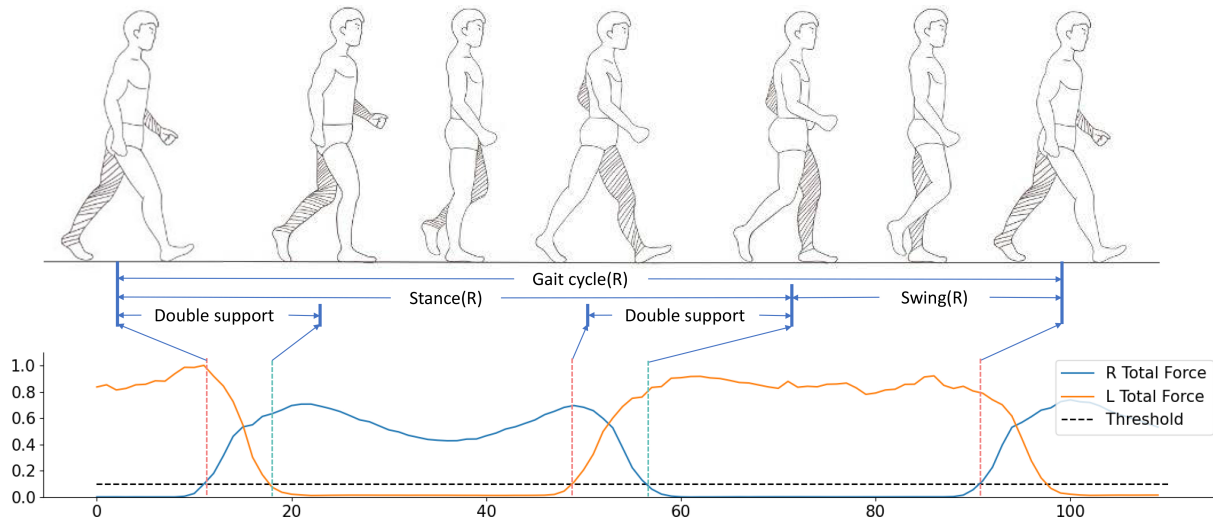 Gait cycle(R)
Stance(R)
Swing(R)
Double support
Double support
1.0
0.8
0.6
0.4
0.2
0.0
R Total Force
L Total Force
Threshold
0
20
40
60
80
100